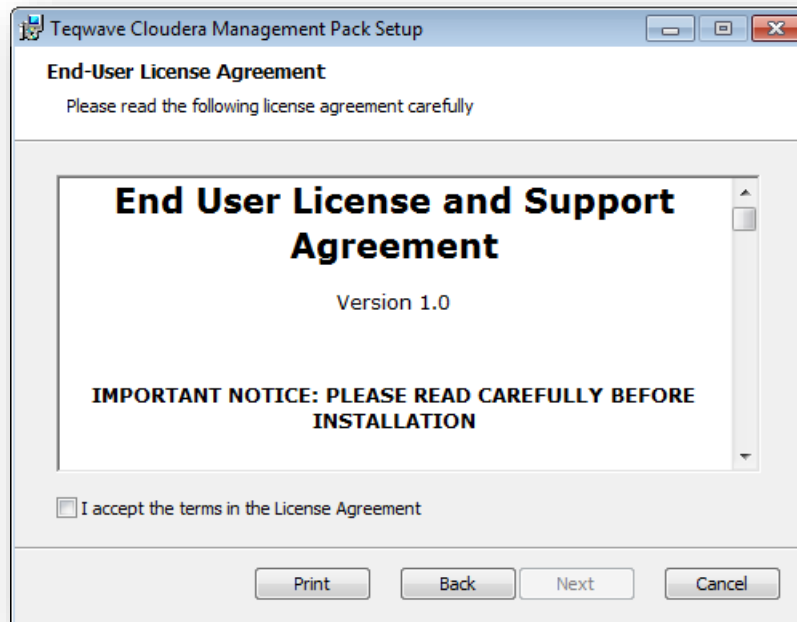 Teqwave Cloudera Management Pack Setup
End-User License Agreement
Please read the following license agreement carefully
End User License and Support
Agreement
Version 1.0
IMPORTANT NOTICE: PLEASE READ CAREFULLY BEFORE
INSTALLATION
I accept the terms in the License Agreement
Print Back Next Cancel